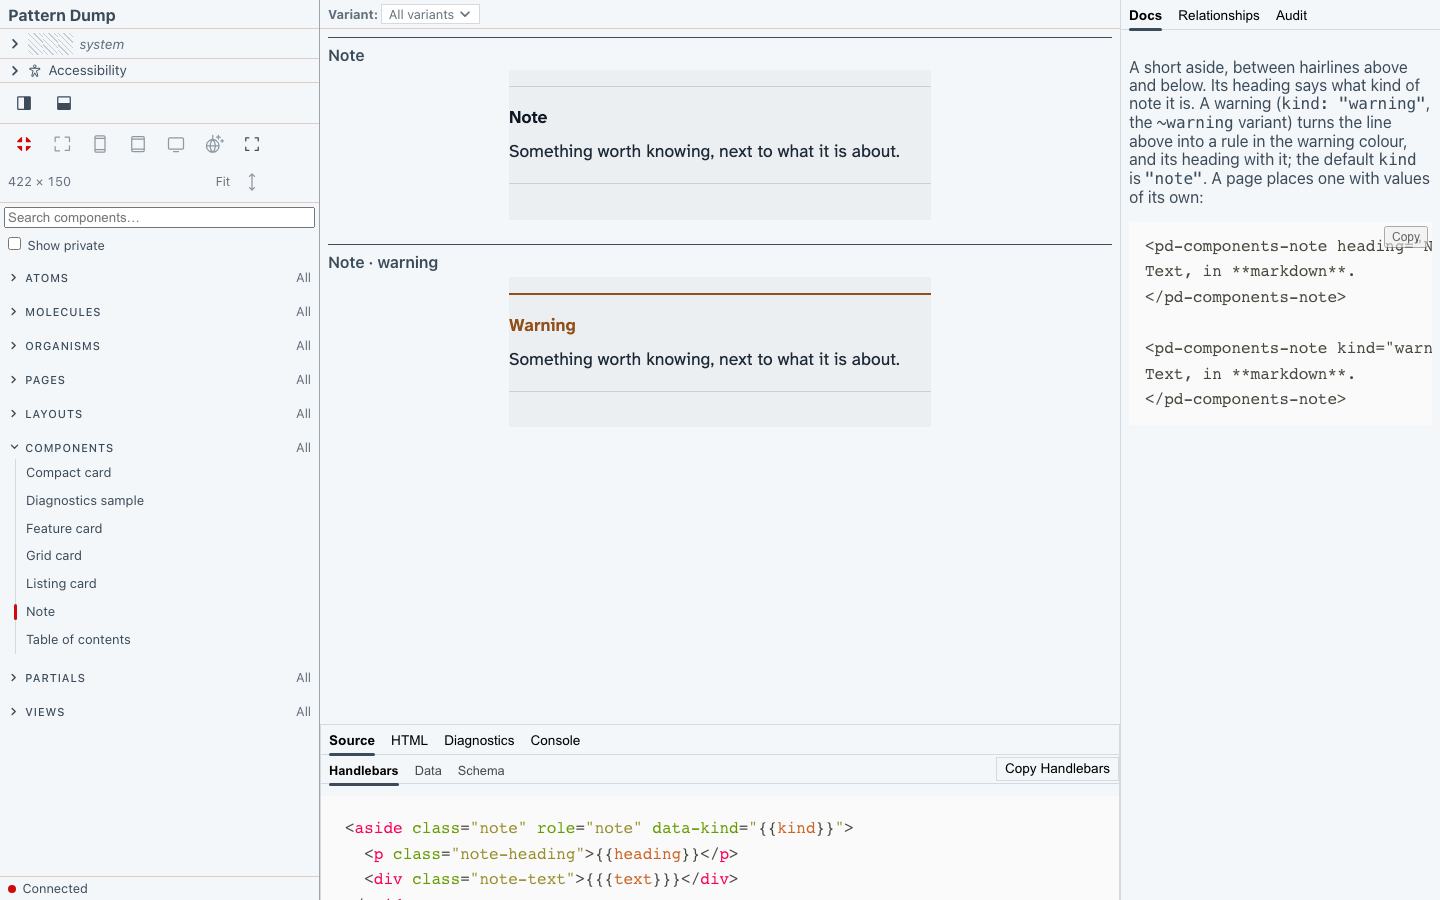 Pattern Dump
system
Accessibility
422 × 150
Fit
Search components...
Show private
ATOMS All
MOLECULES All
ORGANISMS All
PAGES All
LAYOUTS All
COMPONENTS All
Compact card
Diagnostics sample
Feature card
Grid card
Listing card
Note
Table of contents
PARTIALS All
VIEWS All
Connected
Variant: All variants
Note
Note
Something worth knowing, next to what it is about.
Note · warning
Warning
Something worth knowing, next to what it is about.
Source HTML Diagnostics Console
Handlebars Data Schema
Copy Handlebars
<aside class="note" role="note" data-kind="{{kind}}">
<p class="note-heading">{{heading}}</p>
<div class="note-text">{{{text}}}</div>
Docs Relationships Audit
A short aside, between hairlines above
and below. Its heading says what kind of
note it is. A warning (kind: "warning",
the ~warning variant) turns the line
above into a rule in the warning colour,
and its heading with it; the default kind
is "note". A page places one with values
of its own:
Copy
<pd-components-note heading="N
Text, in **markdown**.
</pd-components-note>
<pd-components-note kind="warn
Text, in **markdown**.
</pd-components-note>